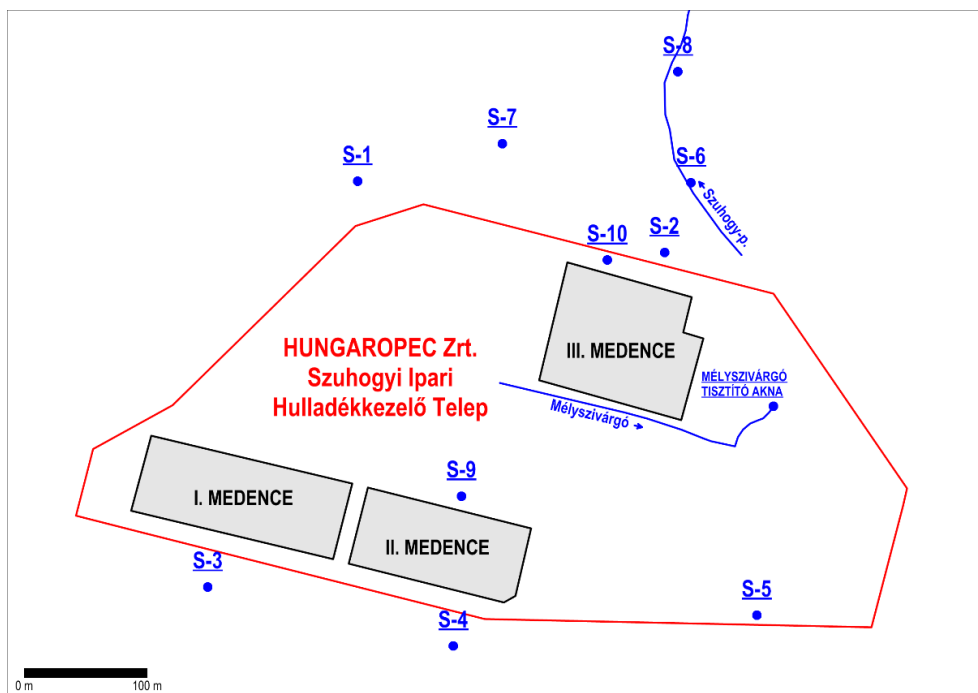 S-8
S-7
S-1
S-6
Szuhogy-p.
S-10
S-2
HUNGAROPEC Zrt.
Szuhogyi Ipari
Hulladékkezelő Telep
III. MEDENCE
MÉLYSZIVÁRGÓ
TISZTÍTÓ AKNA
Mélyszivárgó
S-9
I. MEDENCE
II. MEDENCE
S-3
S-5
S-4
0 m
100 m